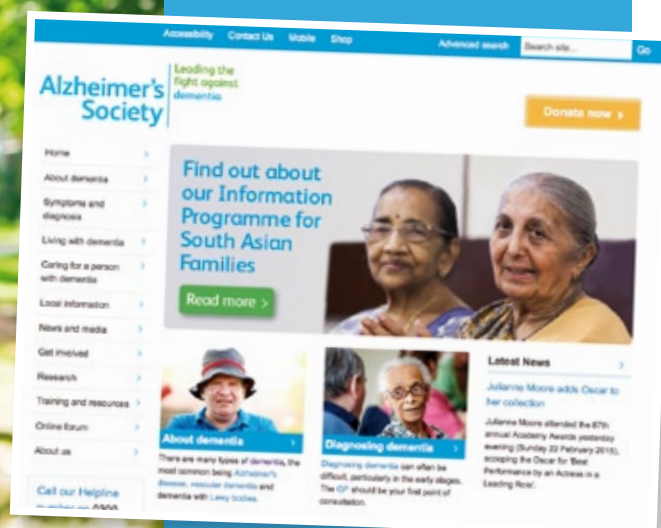 Accessibility Contact Us Mobile Shop
Advanced search Search site... Go
Alzheimer's
Society
Leading the
fight against
dementia
Donate now >
Home
About dementia
Symptoms and
diagnosis
Living with dementia
Caring for a person
with dementia
Local information
News and media
Get involved
Research
Training and resources
Online forum
About us
Call our Helpline
number on 0300
Find out about
our Information
Programme for
South Asian
Families
Read more >
About dementia
There are many types of dementia, the
most common being Alzheimer's
disease, vascular dementia and
dementia with Lewy bodies.
Diagnosing dementia
Diagnosing dementia can often be
difficult, particularly in the early stages.
The GP should be your first point of
consultation.
Latest News
Julianne Moore adds Oscar to
her collection
Julianne Moore attended the 87th
annual Academy Awards yesterday
evening (Sunday 22 February 2015),
scooping the Oscar for 'Best
Performance by an Actress in a
Leading Role'.